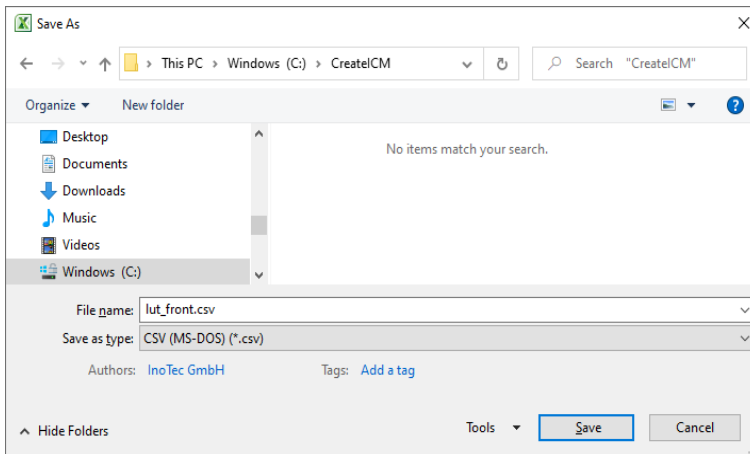 Save As
This PC > Windows (C:) > CreateICM
Search "CreateICM"
Organize
New folder
?
Desktop
Documents
Downloads
Music
Videos
Windows (C:)
No items match your search.
File name: lut_front.csv
Save as type: CSV (MS-DOS) (*.csv)
Authors: InoTec GmbH
Tags: Add a tag
Hide Folders
Tools
Save
Cancel